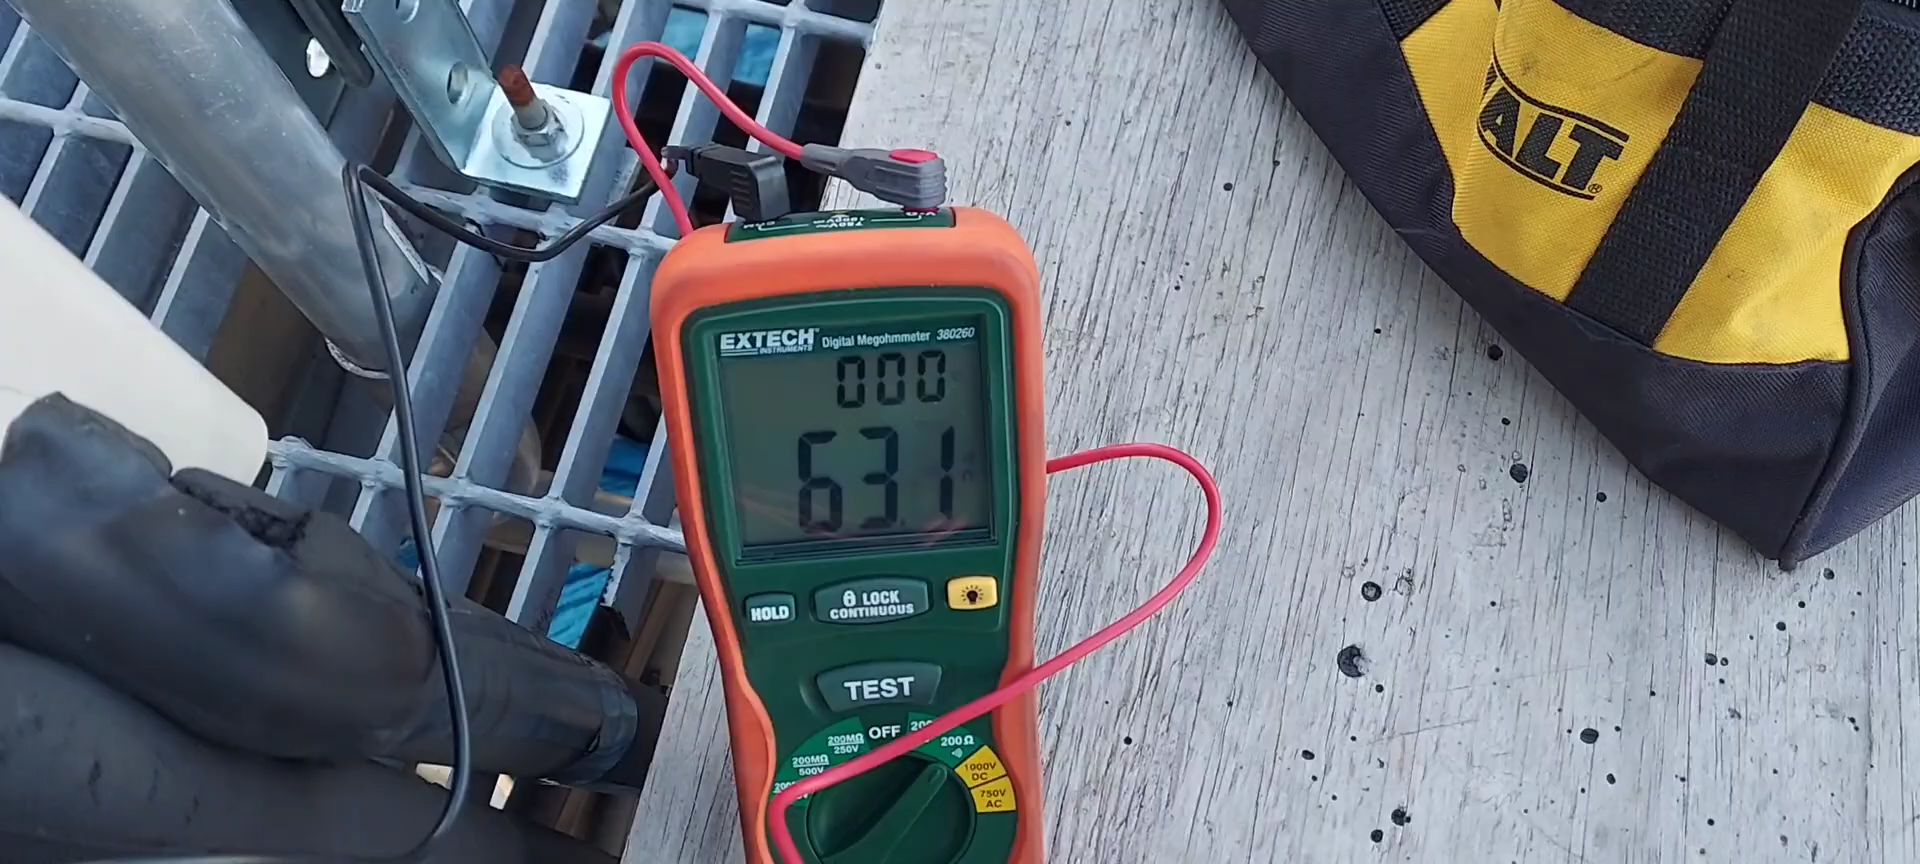 ALT®
EXTECH®
INSTRUMENTS
Digital Megohmmeter 380260
000
63.1
HOLD
LOCK
CONTINUOUS
TEST
OFF
200MΩ
250V
200MΩ
500V
200Ω
1000V
DC
750V
AC